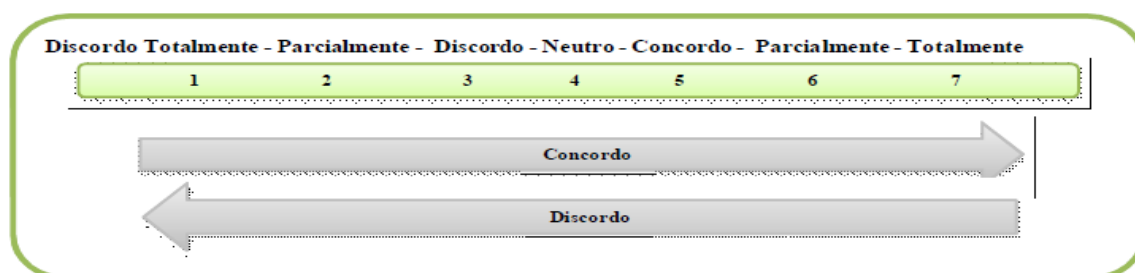 Discordo Totalmente - Parcialmente - Discordo - Neutro - Concordo - Parcialmente - Totalmente
1 2 3 4 5 6 7
Concordo
Discordo